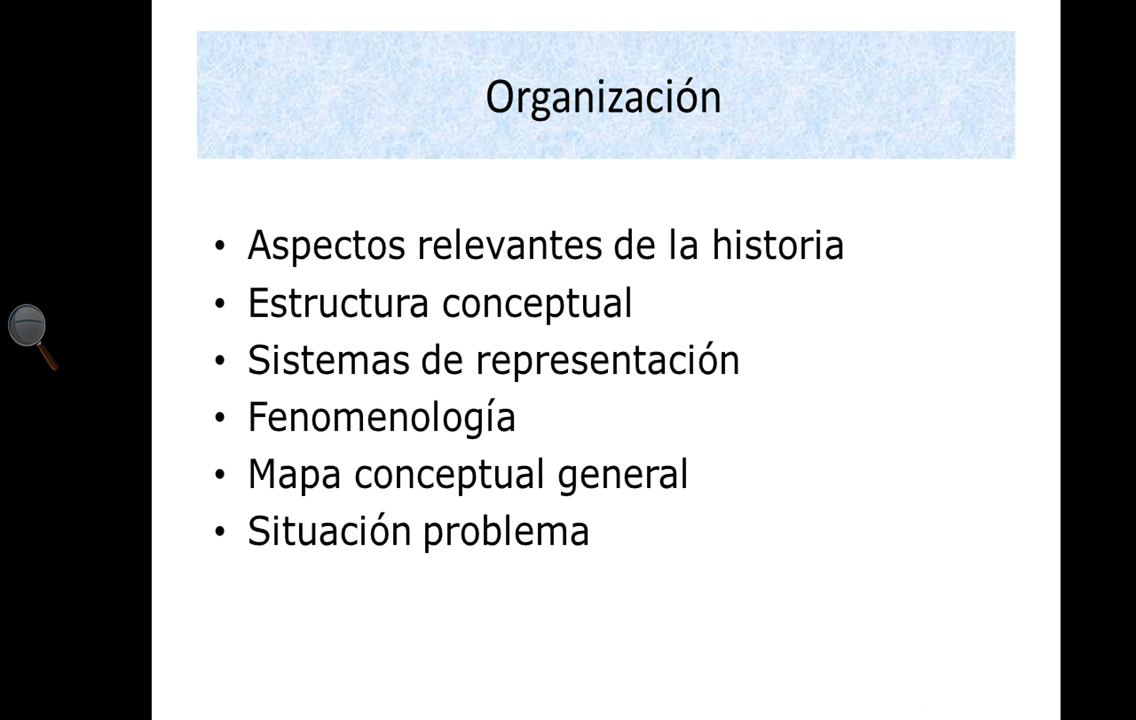 Organización
• Aspectos relevantes de la historia
• Estructura conceptual
• Sistemas de representación
• Fenomenología
• Mapa conceptual general
• Situación problema